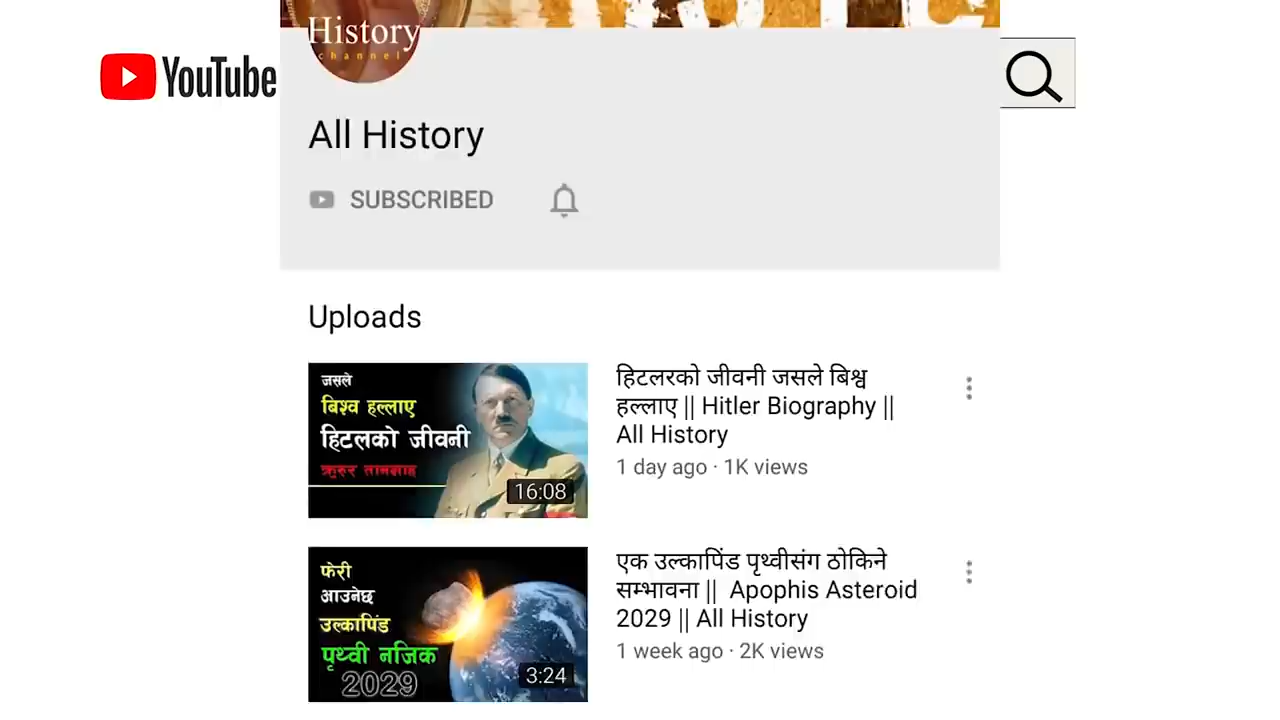 History
channel
YouTube
All History
SUBSCRIBED
Uploads
जसले
बिश्व हल्लाए
हिटलको जीवनी
क्रुरुर तानाशाह
16:08
हिटलरको जीवनी जसले बिश्व
हल्लाए || Hitler Biography ||
All History
1 day ago · 1K views
फेरी
आउनेछ
उल्कापिंड
पृथ्वी नजिक
2029
3:24
एक उल्कापिंड पृथ्वीसंग ठोकिने
सम्भावना || Apophis Asteroid
2029 || All History
1 week ago · 2K views